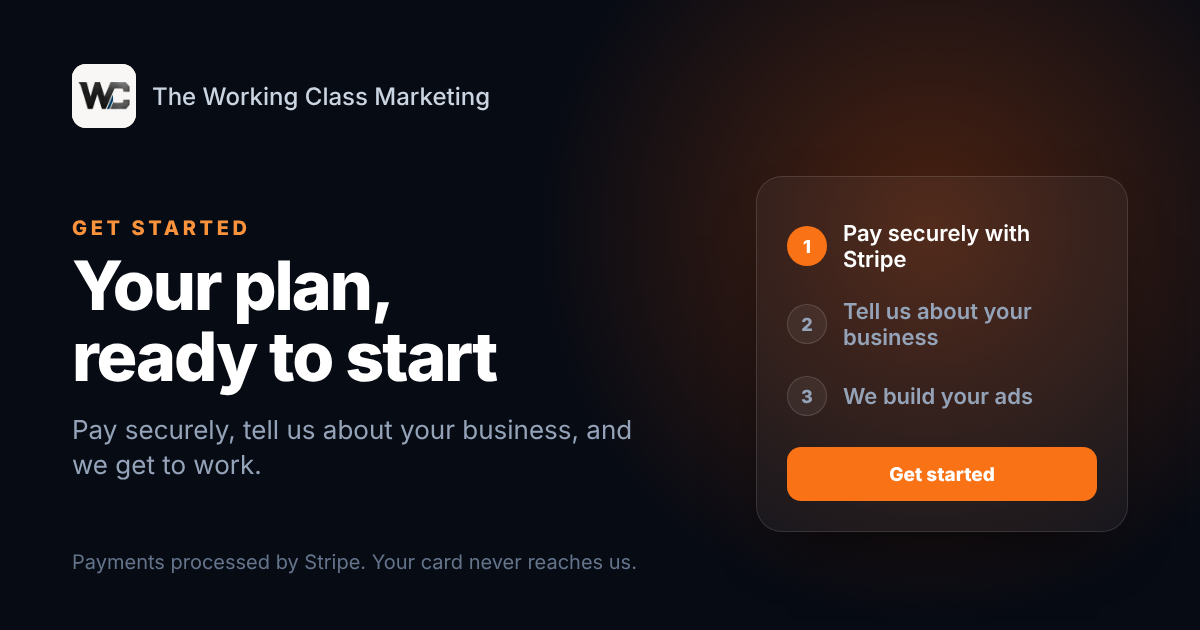 WC
The Working Class Marketing
GET STARTED
Your plan,
ready to start
Pay securely, tell us about your business, and
we get to work.
Payments processed by Stripe. Your card never reaches us.
1
Pay securely with
Stripe
2
Tell us about your
business
3
We build your ads
Get started